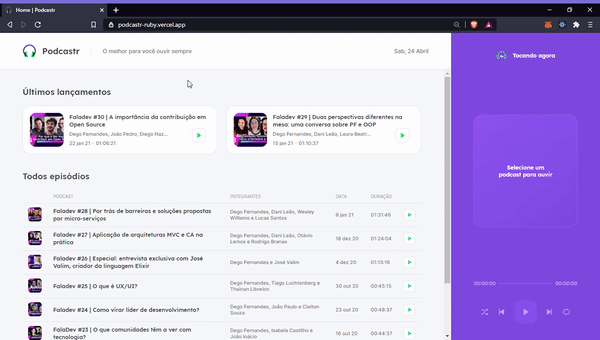 Home | Podcastr
podcastr-ruby.vercel.app
Podcastr
O melhor para você ouvir sempre
Sab, 24 Abril
Tocando agora
Últimos lançamentos
Faladev #30 | A importância da contribuição em
Open Source
Diego Fernandes, João Pedro, Diego Haz...
22 jan 21 · 01:06:21
Faladev #29 | Duas perspectivas diferentes na
mesa: uma conversa sobre PF e OOP
Diego Fernandes, Dani Leão, Laura Beatr...
13 jan 21 · 01:10:37
Selecione um
podcast para ouvir
Todos episódios
PODCAST
INTEGRANTES
DATA
DURAÇÃO
Faladev #28 | Por trás de barreiras e soluções propostas
por micro-serviços
Diego Fernandes, Dani Leão, Wesley
Williams e Lucas Santos
8 jan 21
01:31:46
Faladev #27 | Aplicação de arquiteturas MVC e CA na
prática
Diego Fernandes, Dani Leão, Otávio
Lemos e Rodrigo Branas
18 dez 20
01:24:04
Faladev #26 | Especial: entrevista exclusiva com José
Valim, criador da linguagem Elixir
Diego Fernandes e José Valim
4 dez 20
01:13:16
Faladev #25 | O que é UX/UI?
Diego Fernandes, Tiago Luchtenberg e
Thainan Librelon
30 out 20
00:45:15
Faladev #24 | Como virar líder de desenvolvimento?
Diego Fernandes, João Paulo e Cleiton
Souza
23 out 20
00:48:37
FalaDev #23 | O que comunidades têm a ver com
tecnologia?
Diego Fernandes, Isabela Castilho e
João Inácio
16 out 20
00:44:37
00:00:00
00:00:00